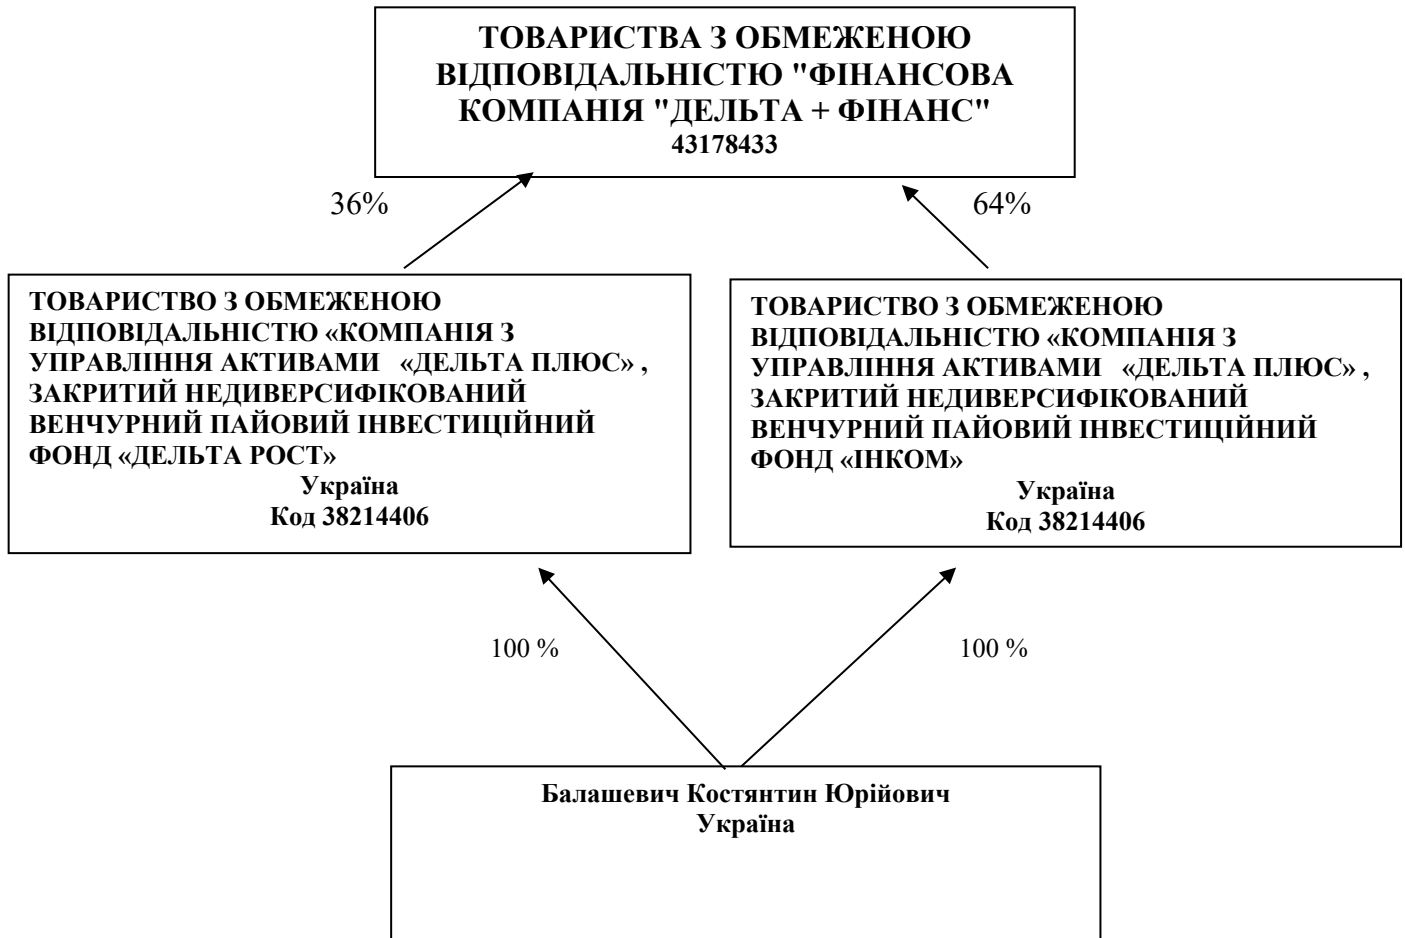 ТОВАРИСТВА З ОБМЕЖЕНОЮ
ВІДПОВІДАЛЬНІСТЮ "ФІНАНСОВА
КОМПАНІЯ "ДЕЛЬТА + ФІНАНС"
43178433
36%
64%
ТОВАРИСТВО З ОБМЕЖЕНОЮ
ВІДПОВІДАЛЬНІСТЮ «КОМПАНІЯ З
УПРАВЛІННЯ АКТИВАМИ «ДЕЛЬТА ПЛЮС» ,
ЗАКРИТИЙ НЕДИВЕРСИФІКОВАНИЙ
ВЕНЧУРНИЙ ПАЙОВИЙ ІНВЕСТИЦІЙНИЙ
ФОНД «ДЕЛЬТА РОСТ»
Україна
Код 38214406
ТОВАРИСТВО З ОБМЕЖЕНОЮ
ВІДПОВІДАЛЬНІСТЮ «КОМПАНІЯ З
УПРАВЛІННЯ АКТИВАМИ «ДЕЛЬТА ПЛЮС» ,
ЗАКРИТИЙ НЕДИВЕРСИФІКОВАНИЙ
ВЕНЧУРНИЙ ПАЙОВИЙ ІНВЕСТИЦІЙНИЙ
ФОНД «ІНКОМ»
Україна
Код 38214406
100 %
100 %
Балашевич Костянтин Юрійович
Україна